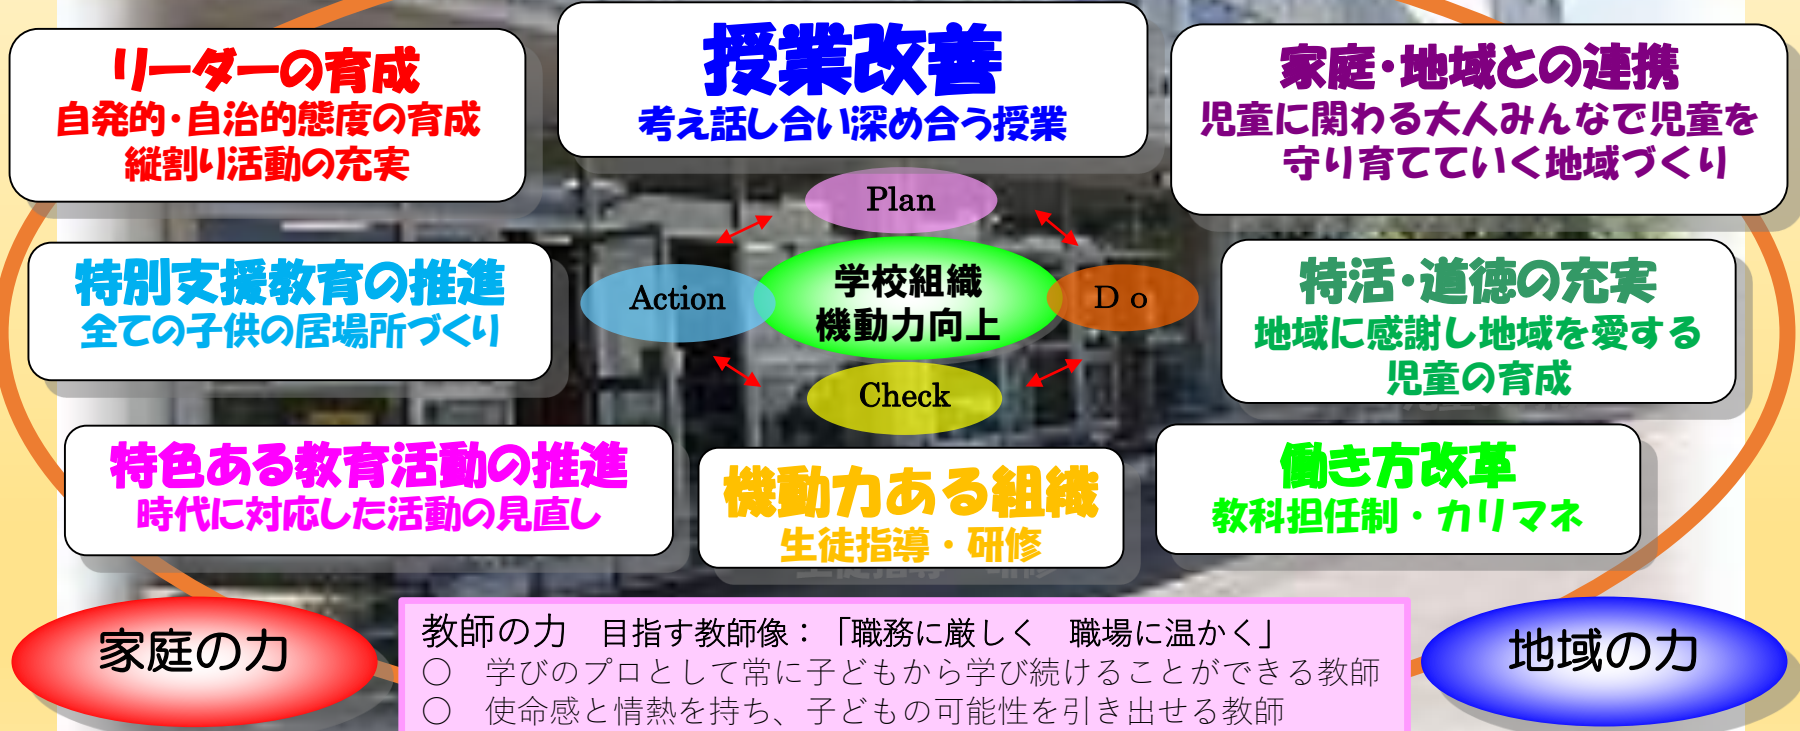 リーダーの育成
自発的・自治的態度の育成
縦割り活動の充実
授業改善
考え話し合い深め合う授業
家庭・地域との連携
児童に関わる大人みんなで児童を
守り育てていく地域づくり
特別支援教育の推進
全ての子供の居場所づくり
Plan
Action
学校組織
機動力向上
Ｄｏ
Check
特活・道徳の充実
地域に感謝し地域を愛する
児童の育成
特色ある教育活動の推進
時代に対応した活動の見直し
機動力ある組織
生徒指導・研修
働き方改革
教科担任制・カリマネ
家庭の力
教師の力　目指す教師像：「職務に厳しく　職場に温かく」
○　学びのプロとして常に子どもから学び続けることができる教師
○　使命感と情熱を持ち、子どもの可能性を引き出せる教師
地域の力